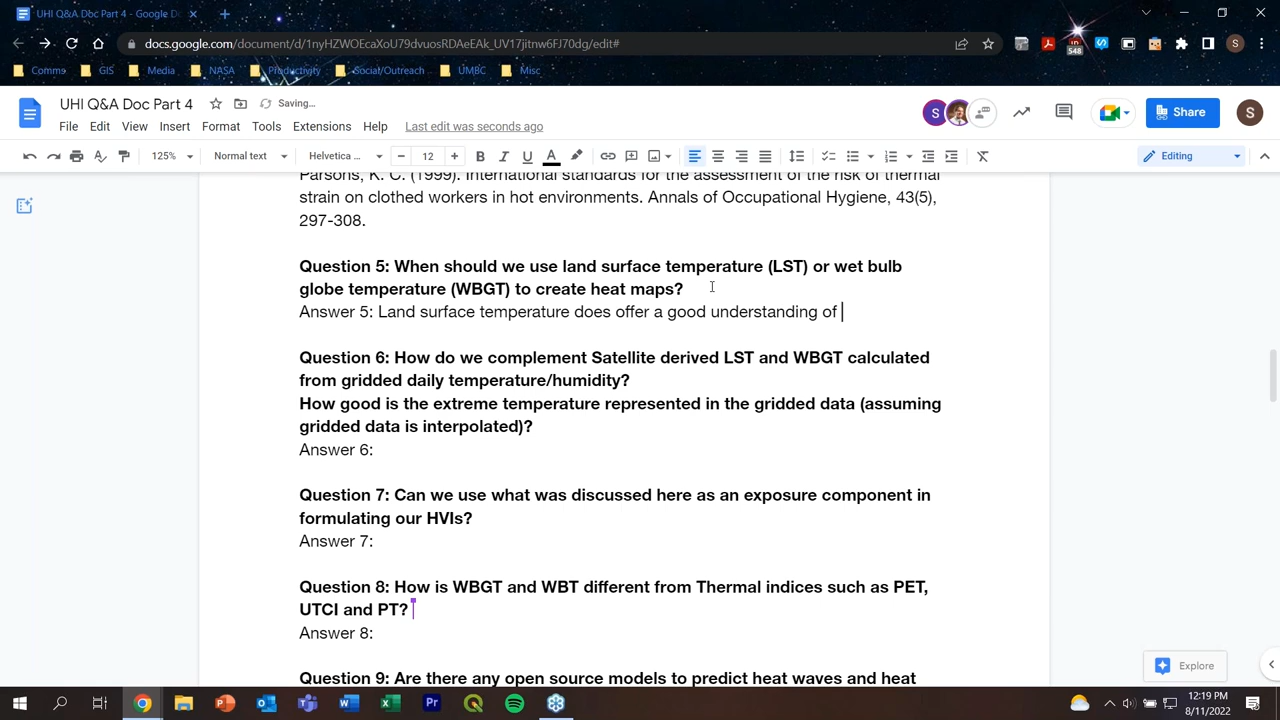 UHI Q&A Doc Part 4 - Google Do
docs.google.com/document/d/1nyHZWOEcaXoU79dvuosRDAeEAk_UV17jitnw6FJ70dg/edit#
548
S
Comms
GIS
Media
NASA
Productivity
Social/Outreach
UMBC
Misc
UHI Q&A Doc Part 4
Saving...
File Edit View Insert Format Tools Extensions Help Last edit was seconds ago
S
Share
S
125% Normal text Helvetica ... 12 B I U A Editing
Parsons, K. C. (1999). International standards for the assessment of the risk of thermal
strain on clothed workers in hot environments. Annals of Occupational Hygiene, 43(5),
297-308.
Question 5: When should we use land surface temperature (LST) or wet bulb
globe temperature (WBGT) to create heat maps?
Answer 5: Land surface temperature does offer a good understanding of
Question 6: How do we complement Satellite derived LST and WBGT calculated
from gridded daily temperature/humidity?
How good is the extreme temperature represented in the gridded data (assuming
gridded data is interpolated)?
Answer 6:
Question 7: Can we use what was discussed here as an exposure component in
formulating our HVIs?
Answer 7:
Question 8: How is WBGT and WBT different from Thermal indices such as PET,
UTCI and PT?
Answer 8:
Question 9: Are there any open source models to predict heat waves and heat
Explore
12:19 PM
8/11/2022